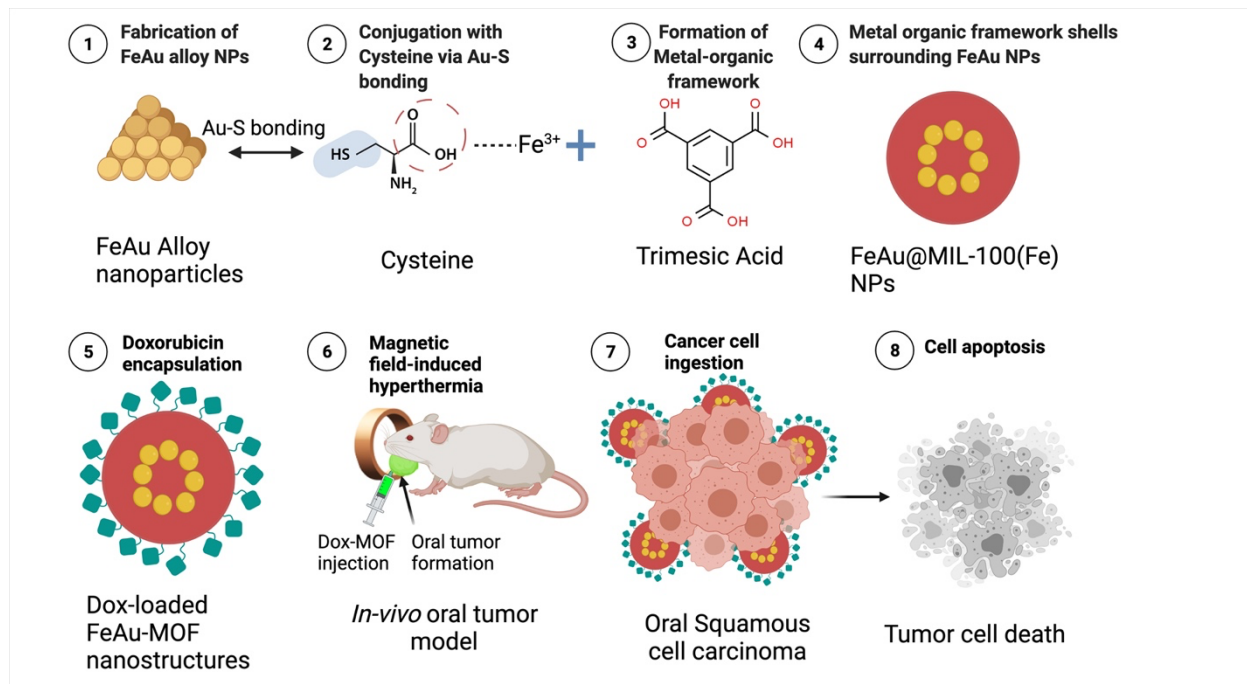 1
Fabrication of
FeAu alloy NPs
Au-S bonding
FeAu Alloy
nanoparticles
2
Conjugation with
Cysteine via Au-S
bonding
HS
O
OH
NH2
Fe3+
+
Cysteine
3
Formation of
Metal-organic
framework
OH
O
O
OH
O
OH
Trimesic Acid
4
Metal organic framework shells
surrounding FeAu NPs
FeAu@MIL-100(Fe)
NPs
5
Doxorubicin
encapsulation
Dox-loaded
FeAu-MOF
nanostructures
6
Magnetic
field-induced
hyperthermia
Dox-MOF
injection
Oral tumor
formation
In-vivo oral tumor
model
7
Cancer cell
ingestion
Oral Squamous
cell carcinoma
8
Cell apoptosis
Tumor cell death